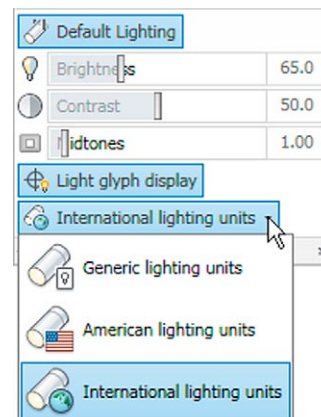 Default Lighting
Brightness 65.0
Contrast 50.0
Midtones 1.00
Light glyph display
International lighting units
Generic lighting units
American lighting units
International lighting units